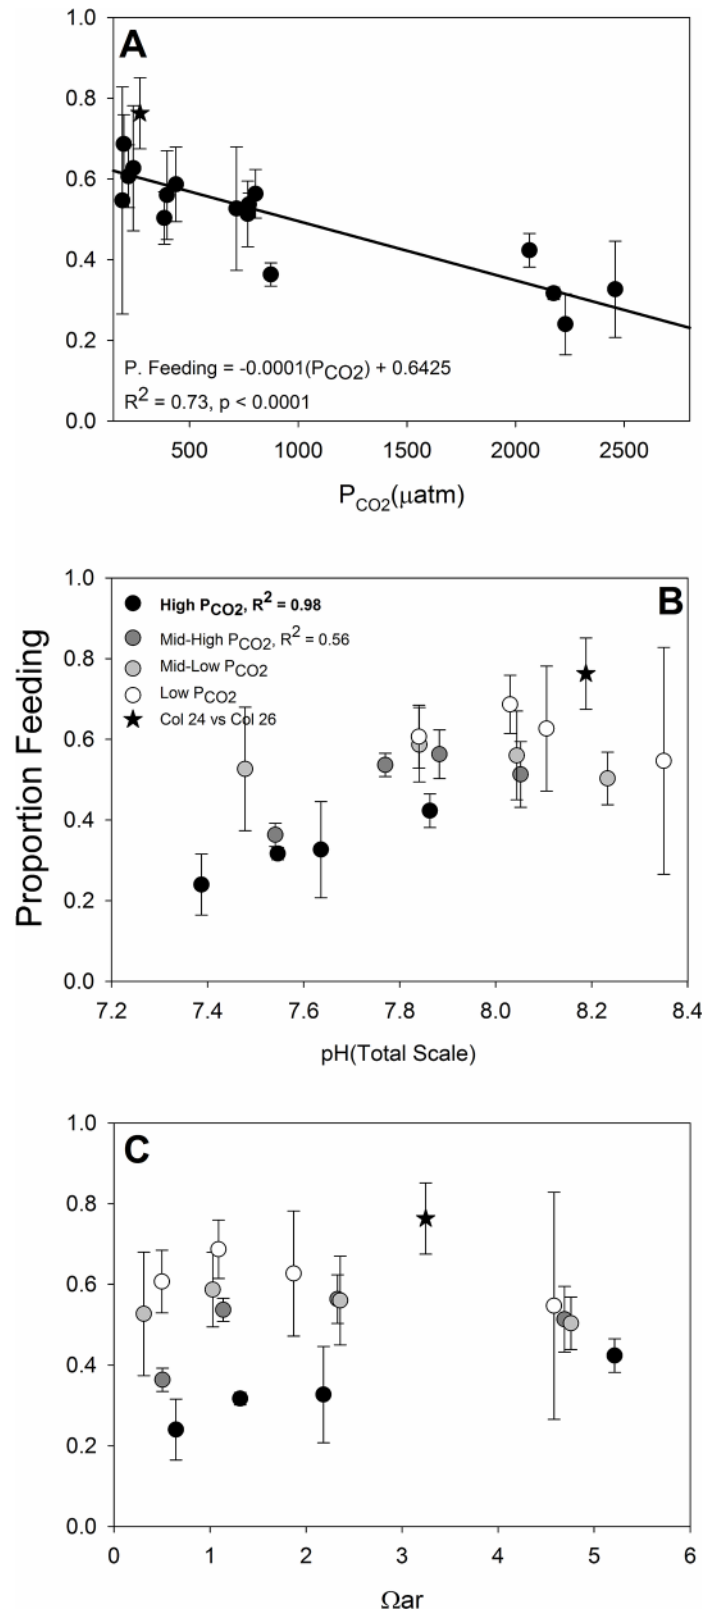 A
1.0
0.8
0.6
0.4
0.2
0.0
P. Feeding = -0.0001(PCO2) + 0.6425
R2 = 0.73, p < 0.0001
500 1000 1500 2000 2500
PCO2(μatm)
Proportion Feeding
B
1.0
0.8
0.6
0.4
0.2
0.0
High PCO2, R2 = 0.98
Mid-High PCO2, R2 = 0.56
Mid-Low PCO2
Low PCO2
Col 24 vs Col 26
7.2 7.4 7.6 7.8 8.0 8.2 8.4
pH(Total Scale)
C
1.0
0.8
0.6
0.4
0.2
0.0
0 1 2 3 4 5 6
Ωar